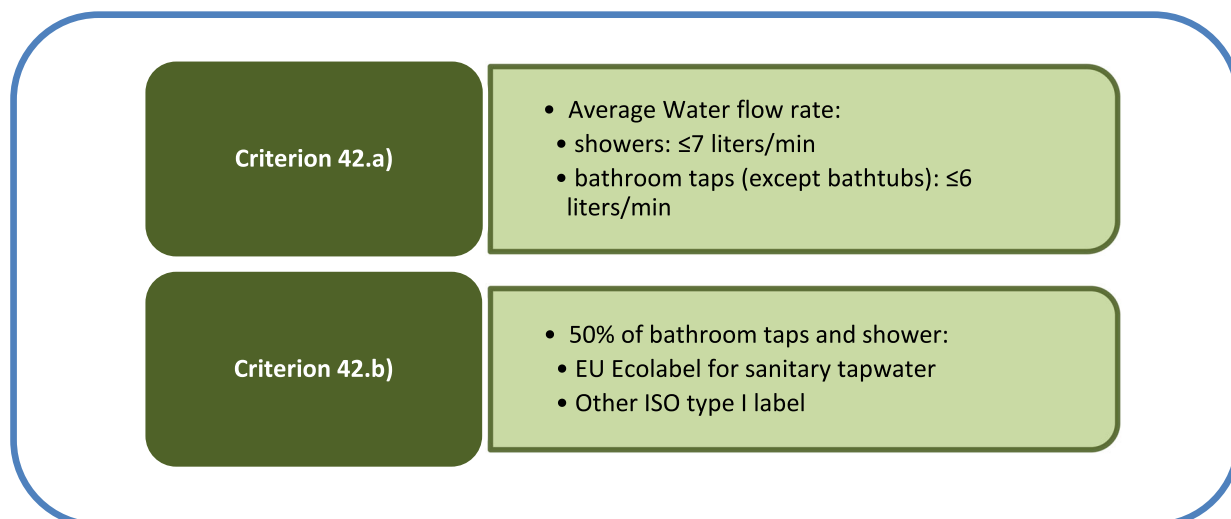 Criterion 42.a)
• Average Water flow rate:
• showers: ≤7 liters/min
• bathroom taps (except bathtubs): ≤6
liters/min
Criterion 42.b)
• 50% of bathroom taps and shower:
• EU Ecolabel for sanitary tapwater
• Other ISO type I label